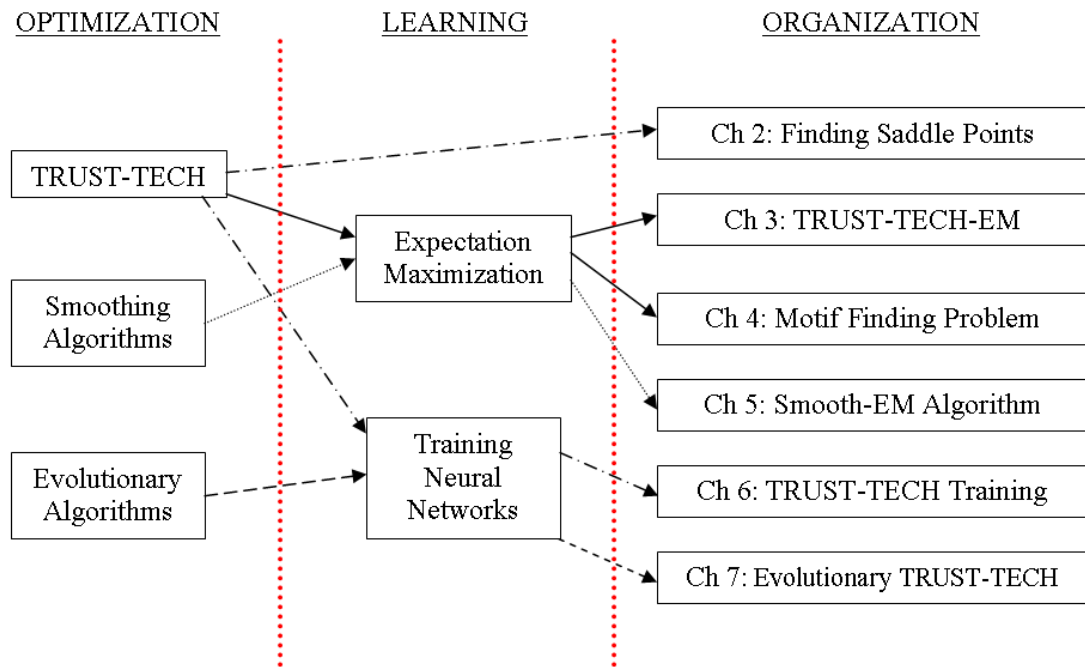 OPTIMIZATION
LEARNING
ORGANIZATION
TRUST-TECH
Smoothing
Algorithms
Evolutionary
Algorithms
Expectation
Maximization
Training
Neural
Networks
Ch 2: Finding Saddle Points
Ch 3: TRUST-TECH-EM
Ch 4: Motif Finding Problem
Ch 5: Smooth-EM Algorithm
Ch 6: TRUST-TECH Training
Ch 7: Evolutionary TRUST-TECH